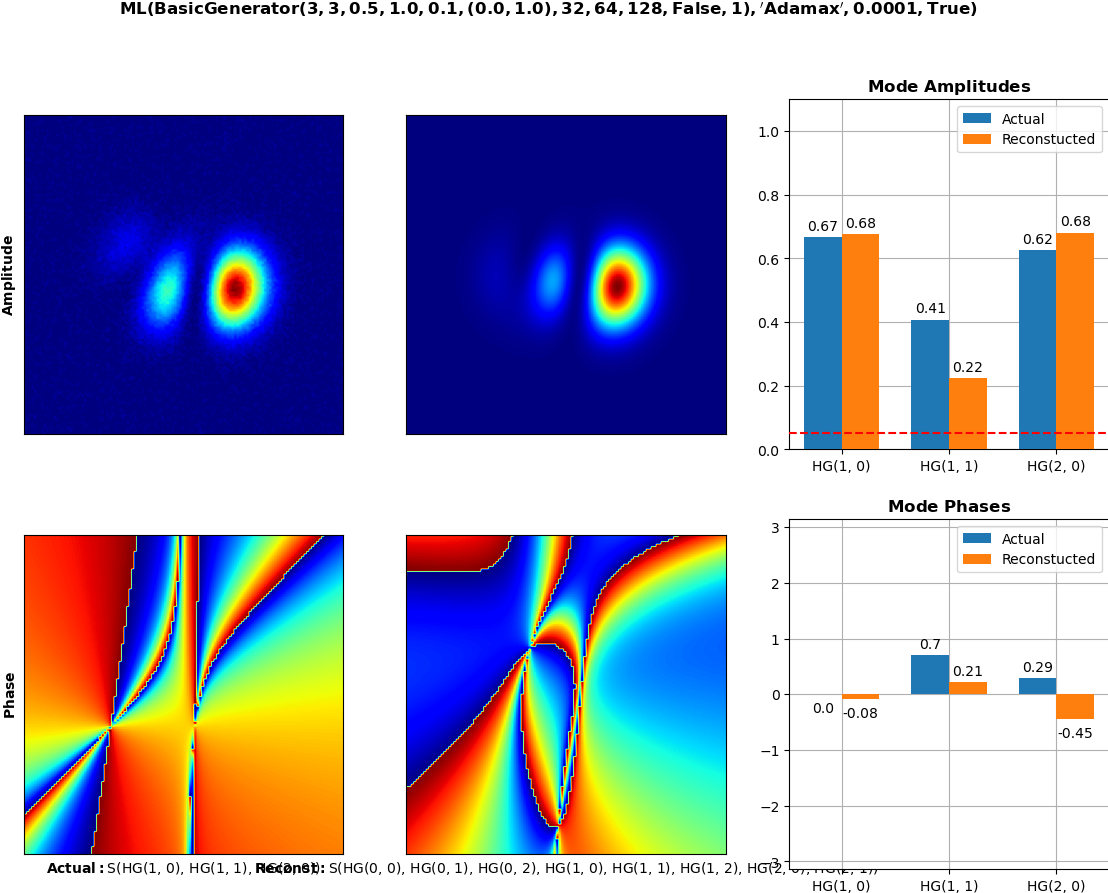 ML(BasicGenerator(3, 3, 0.5, 1.0, 0.1, (0.0, 1.0), 32, 64, 128, False, 1), 'Adamax', 0.0001, True)
Mode Amplitudes
Amplitude
Actual
Reconstucted
1.0
0.8
0.6
0.4
0.2
0.0
0.67
0.68
0.41
0.22
0.62
0.68
HG(1, 0)
HG(1, 1)
HG(2, 0)
Mode Phases
Phase
Actual
Reconstucted
3
2
1
0
−1
−2
−3
0.0
-0.08
0.7
0.21
0.29
-0.45
HG(1, 0)
HG(1, 1)
HG(2, 0)
Actual: S(HG(1, 0), HG(1, 1), HG(2, 0))
Reconst: S(HG(0, 0), HG(0, 1), HG(0, 2), HG(1, 0), HG(1, 1), HG(1, 2), HG(2, 0), HG(2, 1))